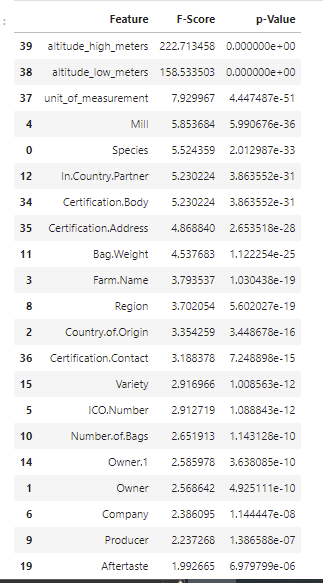 Feature F-Score p-Value
39 altitude_high_meters 222.713458 0.000000e+00
38 altitude_low_meters 158.533503 0.000000e+00
37 unit_of_measurement 7.929967 4.447487e-51
4 Mill 5.853684 5.990676e-36
0 Species 5.524359 2.012987e-33
12 In.Country.Partner 5.230224 3.863552e-31
34 Certification.Body 5.230224 3.863552e-31
35 Certification.Address 4.868840 2.653518e-28
11 Bag.Weight 4.537683 1.122254e-25
3 Farm.Name 3.793537 1.030438e-19
8 Region 3.702054 5.602027e-19
2 Country.of.Origin 3.354259 3.448678e-16
36 Certification.Contact 3.188378 7.248898e-15
15 Variety 2.916966 1.008563e-12
5 ICO.Number 2.912719 1.088843e-12
10 Number.of.Bags 2.651913 1.143128e-10
14 Owner.1 2.585978 3.638085e-10
1 Owner 2.568642 4.925111e-10
6 Company 2.386095 1.144447e-08
9 Producer 2.237268 1.386588e-07
19 Aftertaste 1.992665 6.979799e-06